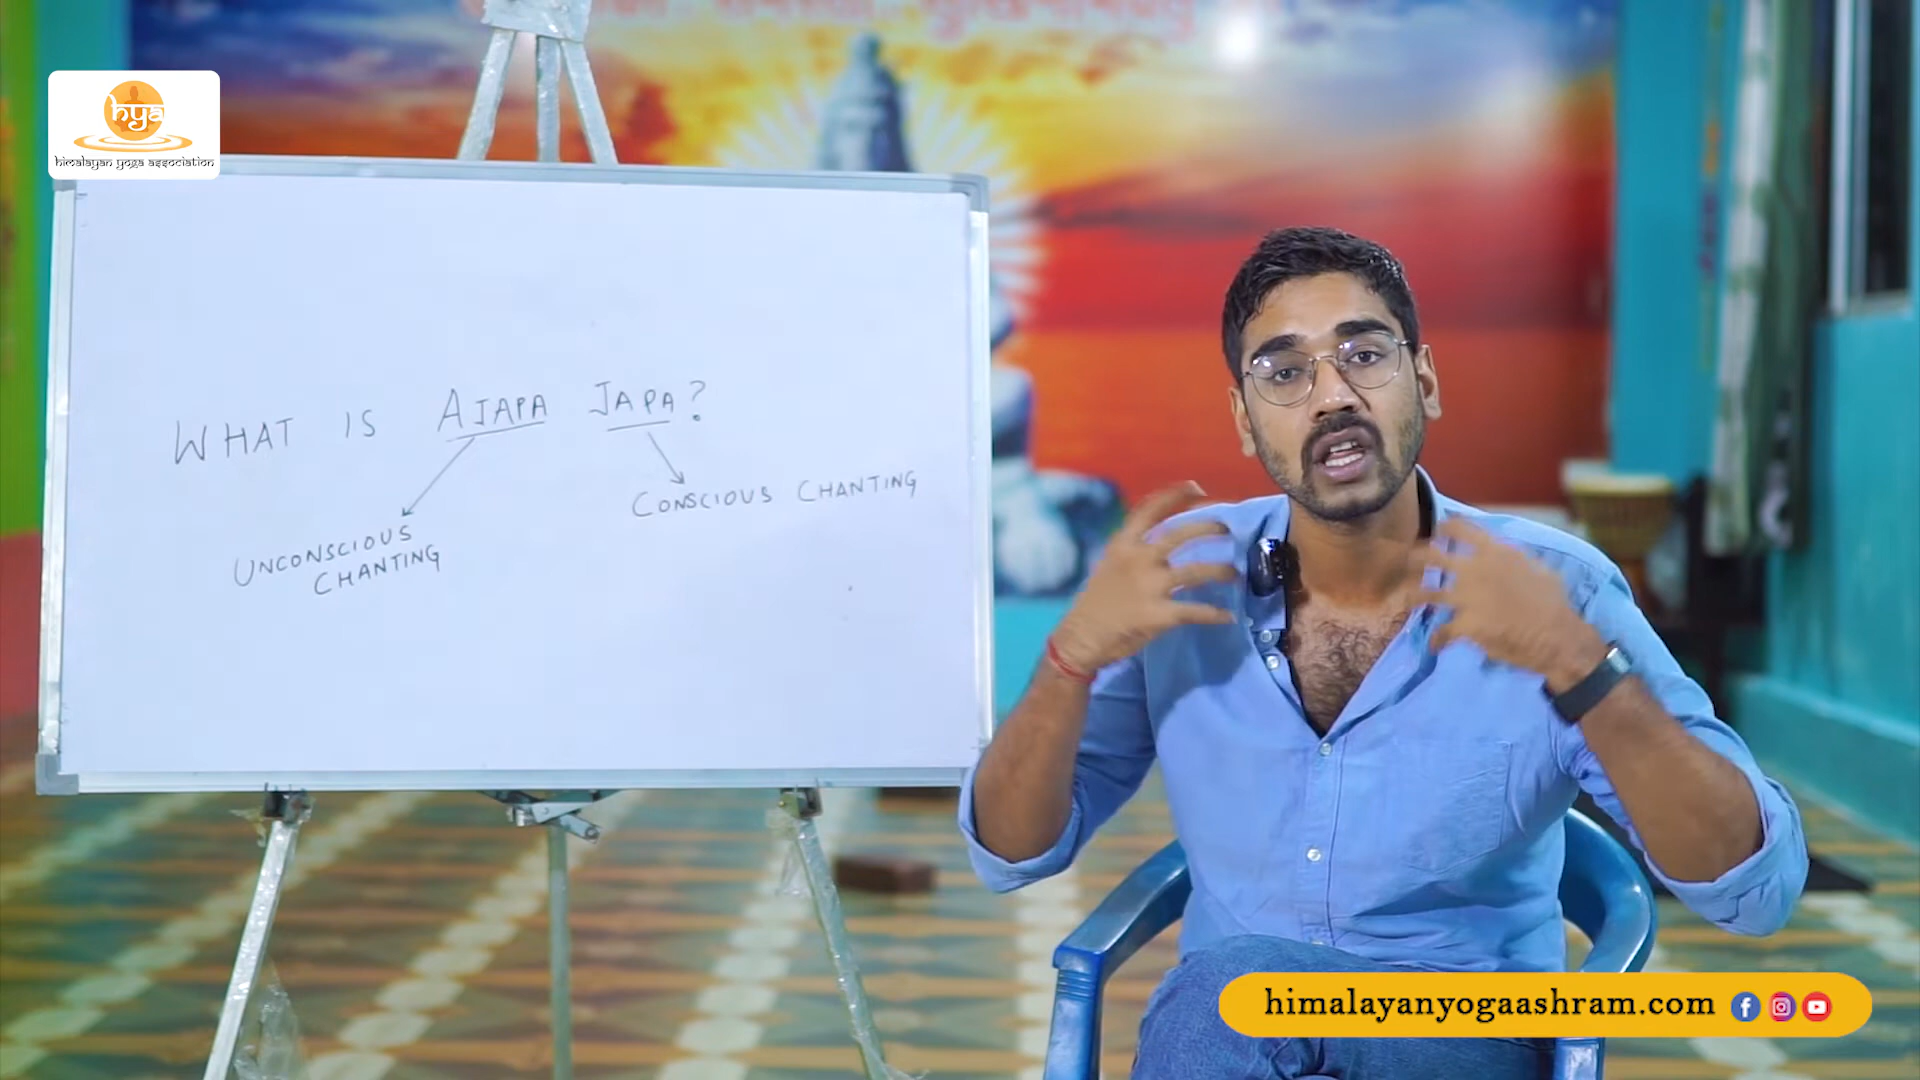 hya
himalayan yoga association
WHAT IS AJAPA JAPA?
CONSCIOUS CHANTING
UNCONSCIOUS
CHANTING
himalayanyogaashram.com